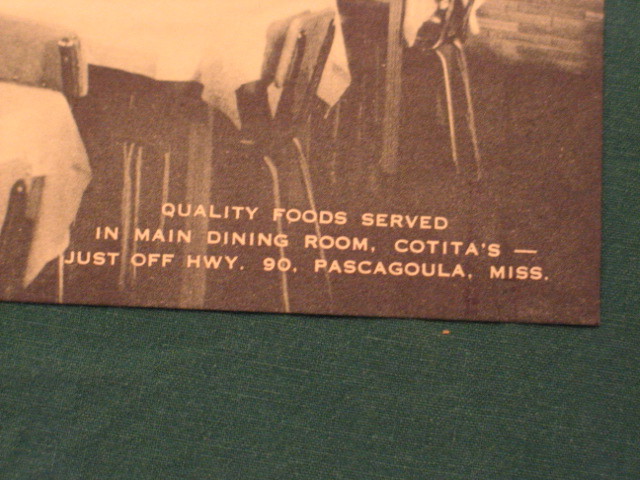 QUALITY FOODS SERVED
IN MAIN DINING ROOM, COTITA'S —
JUST OFF HWY. 90, PASCAGOULA, MISS.